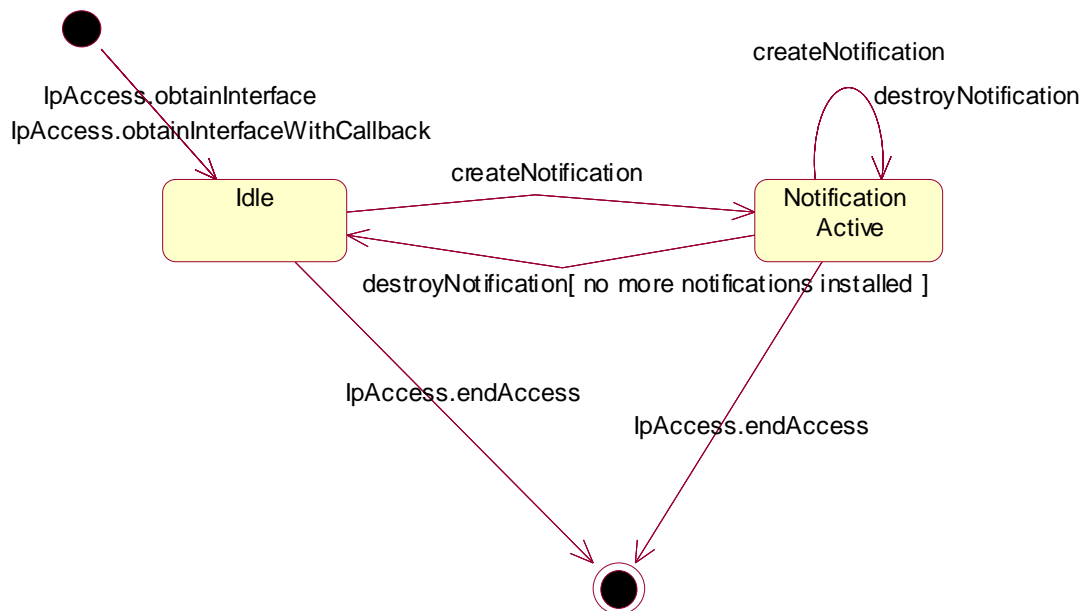 createNotification
destroyNotification
IpAccess.obtainInterface
IpAccess.obtainInterfaceWithCallback
createNotification
Idle
Notification
Active
destroyNotification[ no more notifications installed ]
IpAccess.endAccess
IpAccess.endAccess